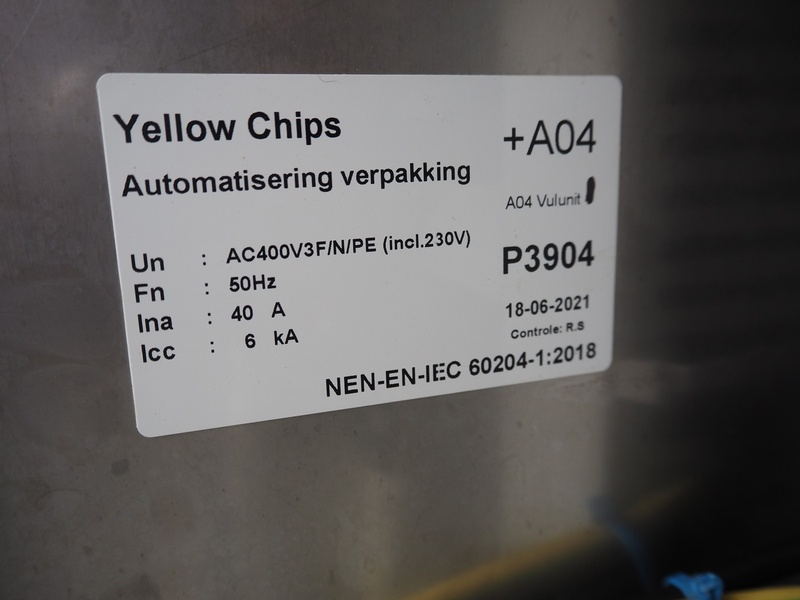 Yellow Chips
+A04
Automatisering verpakking
A04 Vulunit
Un : AC400V3F/N/PE (incl.230V)
P3904
Fn : 50Hz
Ina : 40 A
18-06-2021
Icc : 6 kA
Controle: R.S
NEN-EN-IEC 60204-1:2018